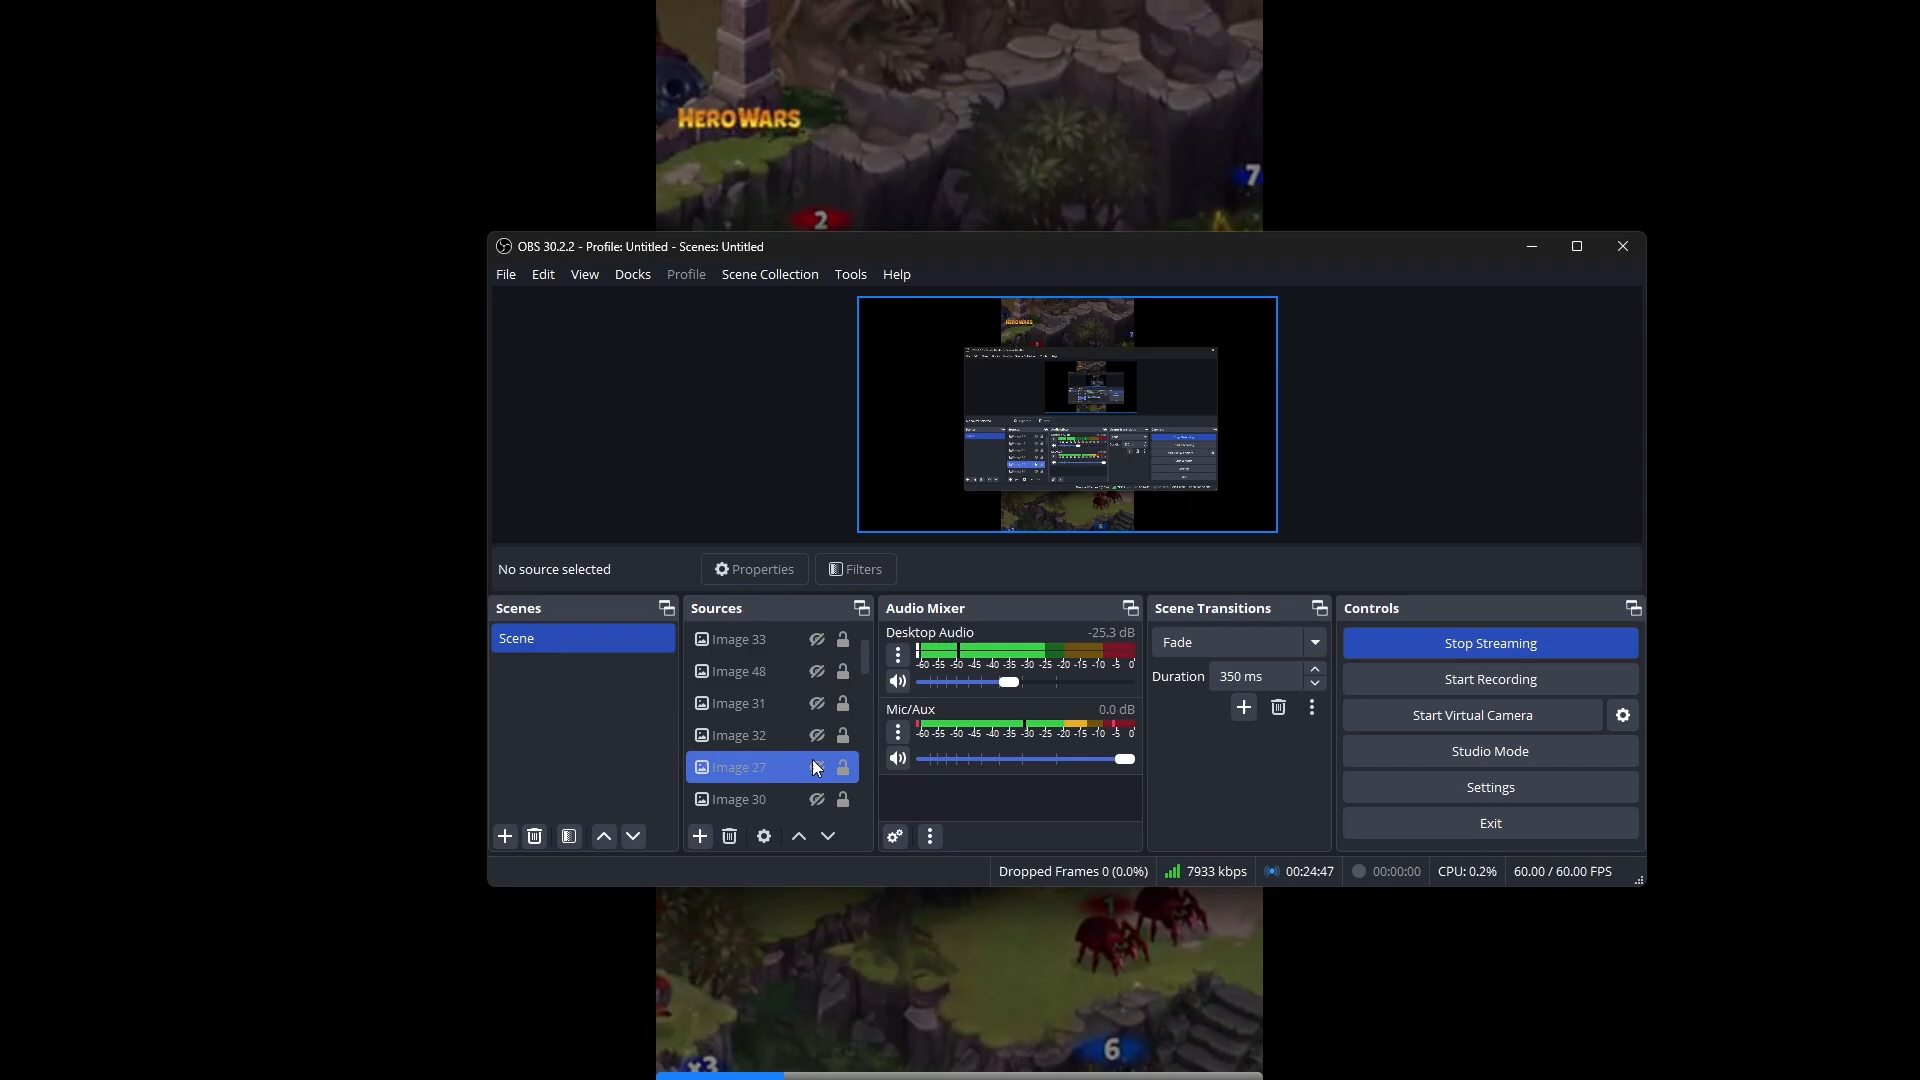 HERO WARS
7
2
OBS 30.2.2 - Profile: Untitled - Scenes: Untitled
File Edit View Docks Profile Scene Collection Tools Help
HERO WARS
No source selected Properties Filters
Scenes Sources Audio Mixer Scene Transitions Controls
Scene
Image 33
Image 48
Image 31
Image 32
Image 27
Image 30
Desktop Audio -25.3 dB
-60 -55 -50 -45 -40 -35 -30 -25 -20 -15 -10 -5 0
Mic/Aux 0.0 dB
-60 -55 -50 -45 -40 -35 -30 -25 -20 -15 -10 -5 0
Fade
Duration 350 ms
Stop Streaming
Start Recording
Start Virtual Camera
Studio Mode
Settings
Exit
Dropped Frames 0 (0.0%) 7933 kbps 00:24:47 00:00:00 CPU: 0.2% 60.00 / 60.00 FPS
1
6
x3